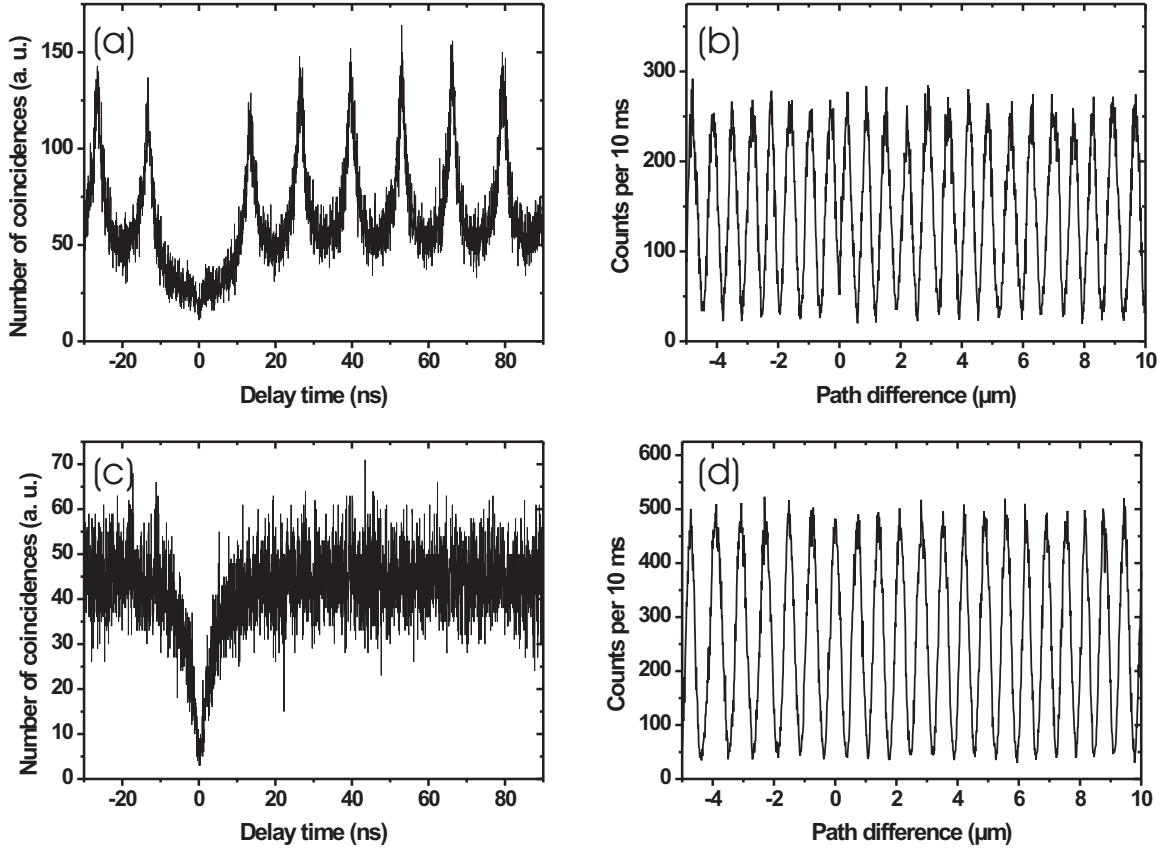 (a)
Number of coincidences (a. u.)
150
100
50
0
-20 0 20 40 60 80
Delay time (ns)
(b)
Counts per 10 ms
300
200
100
0
-4 -2 0 2 4 6 8 10
Path difference (µm)
(c)
Number of coincidences (a. u.)
70
60
50
40
30
20
10
0
-20 0 20 40 60 80
Delay time (ns)
(d)
Counts per 10 ms
600
500
400
300
200
100
0
-4 -2 0 2 4 6 8 10
Path difference (µm)